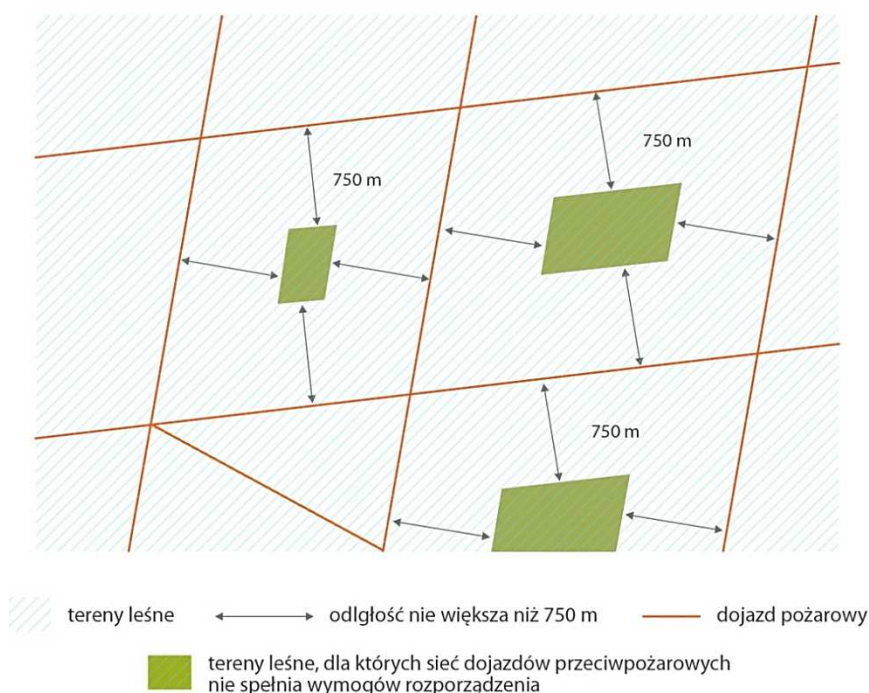 750 m
750 m
750 m
tereny leśne
odlgłość nie większa niż 750 m
dojazd pożarowy
tereny leśne, dla których sieć dojazdów przeciwpożarowych
nie spełnia wymogów rozporządzenia